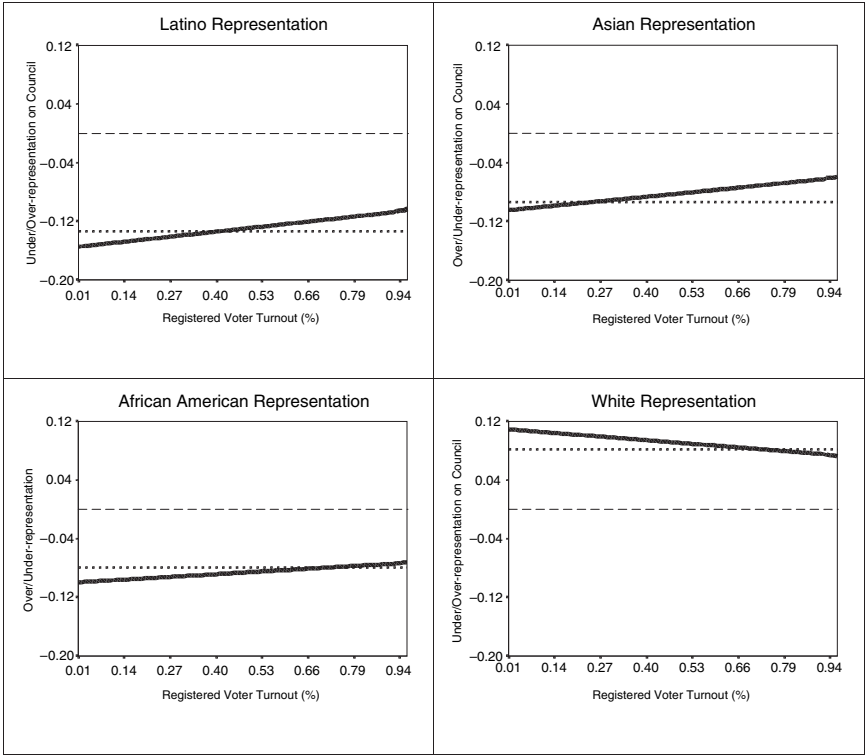 Latino Representation
Under/Over-representation on Council
0.12
0.04
–0.04
–0.12
–0.20
0.01 0.14 0.27 0.40 0.53 0.66 0.79 0.94
Registered Voter Turnout (%)
Asian Representation
Over/Under-representation on Council
0.12
0.04
–0.04
–0.12
–0.20
0.01 0.14 0.27 0.40 0.53 0.66 0.79 0.94
Registered Voter Turnout (%)
African American Representation
Over/Under-representation
0.12
0.04
–0.04
–0.12
–0.20
0.01 0.14 0.27 0.40 0.53 0.66 0.79 0.94
Registered Voter Turnout (%)
White Representation
Under/Over-representation on Council
0.12
0.04
–0.04
–0.12
–0.20
0.01 0.14 0.27 0.40 0.53 0.66 0.79 0.94
Registered Voter Turnout (%)